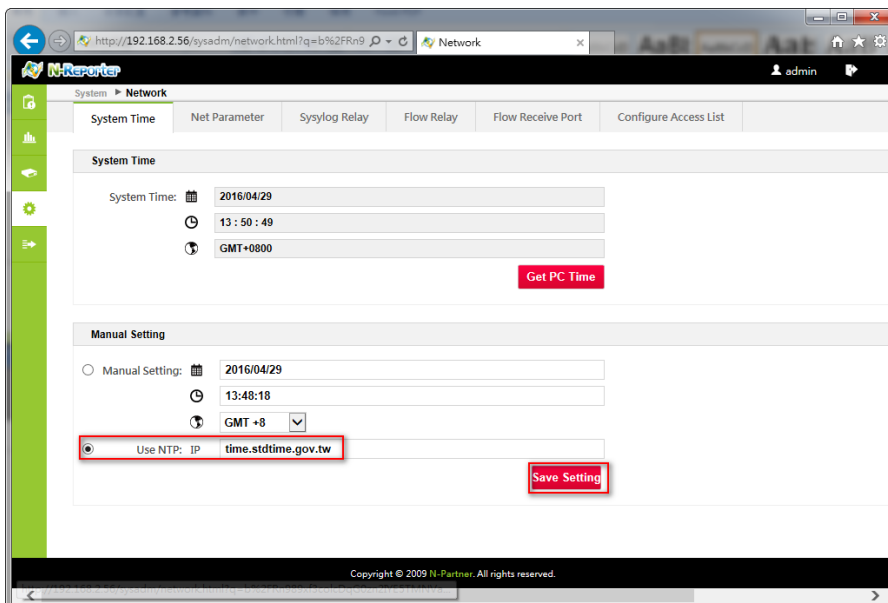 http://192.168.2.56/sysadm/network.html?q=b%2FRn9
Network
N-Reporter
admin
System ▶ Network
System Time
Net Parameter
Sysylog Relay
Flow Relay
Flow Receive Port
Configure Access List
System Time
System Time: 2016/04/29
13 : 50 : 49
GMT+0800
Get PC Time
Manual Setting
Manual Setting: 2016/04/29
13:48:18
GMT +8
Use NTP: IP time.stdtime.gov.tw
Save Setting
Copyright © 2009 N-Partner. All rights reserved.